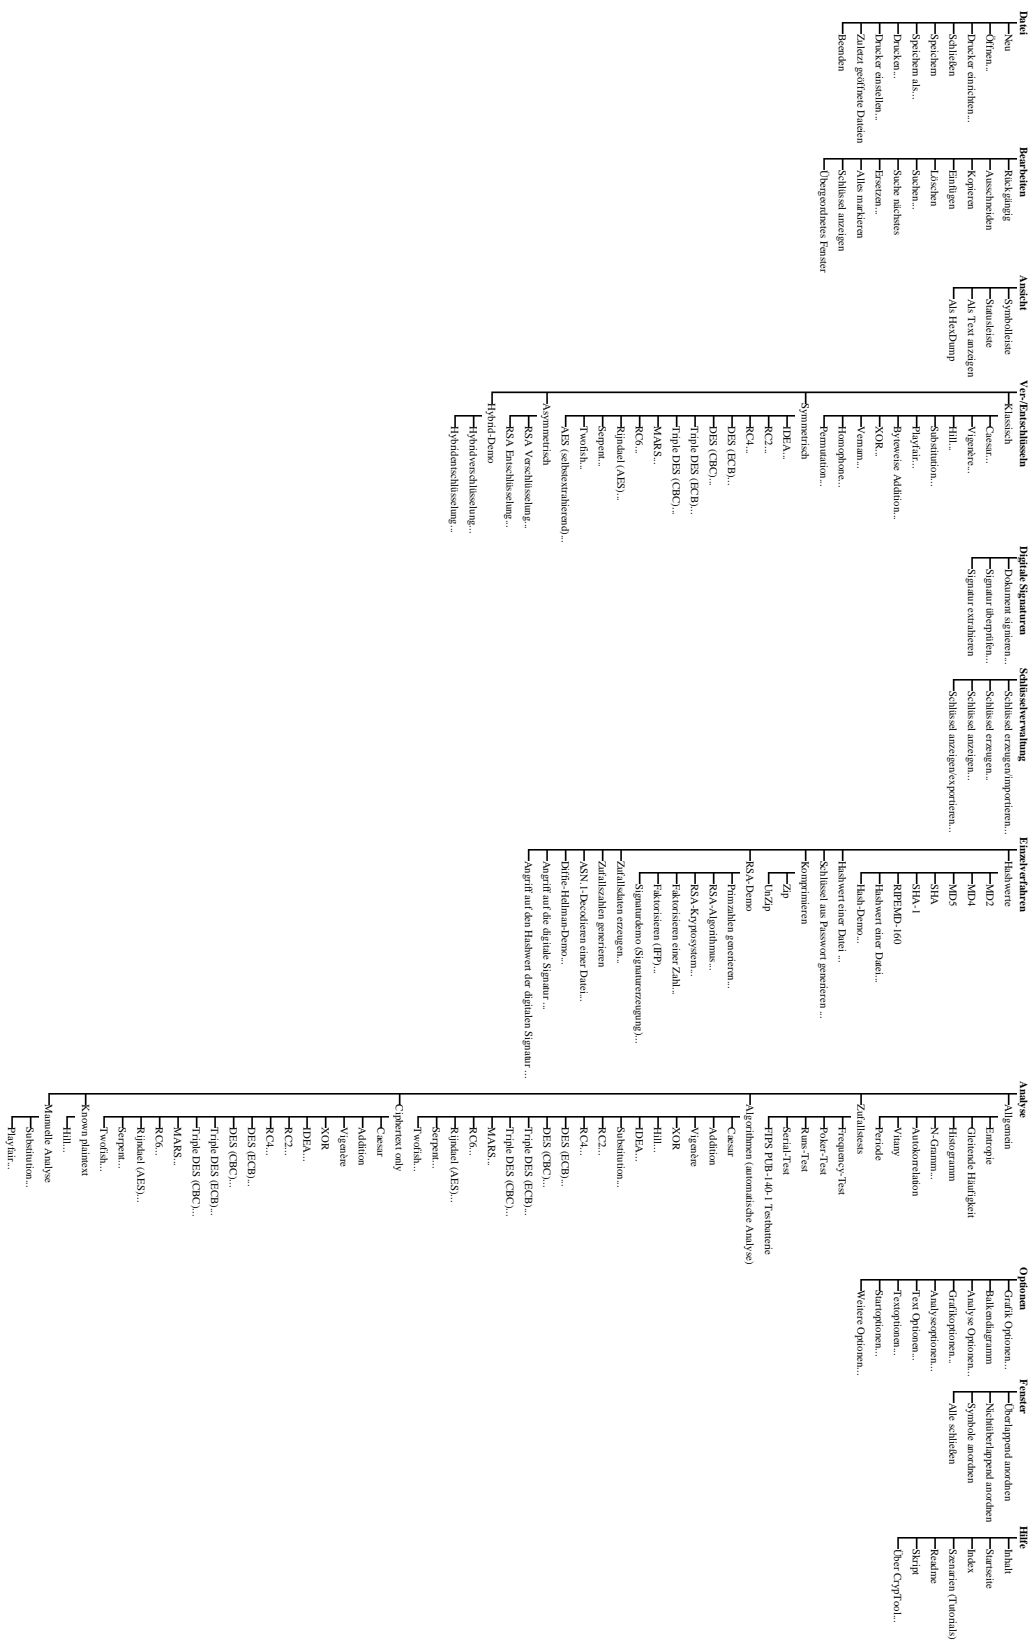 Datei
Neu
Öffnen...
Drucker einrichten...
Schließen
Speichern
Speichern als...
Drucken...
Drucker einstellen...
Zuletzt geöffnete Dateien
Beenden
Bearbeiten
Rückgängig
Ausschneiden
Kopieren
Einfügen
Löschen
Suchen...
Suche nächstes
Ersetzen...
Alles markieren
Schlüssel anzeigen
Übergeordnetes Fenster
Ansicht
Symbolleiste
Statusleiste
Als Text anzeigen
Als HexDump
Ver-/Entschlüsseln
Klassisch
Caesar...
Vigenère...
Hill...
Substitution...
Playfair...
Byteweise Addition...
XOR...
Vernam...
Homophone...
Permutation...
Symmetrisch
IDEA...
RC2...
RC4...
DES (ECB)...
DES (CBC)...
Triple DES (ECB)...
Triple DES (CBC)...
MARS...
RC6...
Rijndael (AES)...
Serpent...
Twofish...
AES (selbstextrahierend)...
Asymmetrisch
RSA Verschlüsselung...
RSA Entschlüsselung...
Hybrid-Demo
Hybridverschlüsselung...
Hybridentschlüsselung...
Digitale Signaturen
Dokument signieren...
Signatur überprüfen...
Signatur extrahieren
Schlüsselverwaltung
Schlüssel erzeugen/importieren...
Schlüssel erzeugen...
Schlüssel anzeigen...
Schlüssel anzeigen/exportieren...
Einzelverfahren
Hashwerte
MD2
MD4
MD5
SHA
SHA-1
RIPEMD-160
Hashwert einer Datei...
Hash-Demo...
Hashwert einer Datei ...
Schlüssel aus Passwort generieren ...
Komprimieren
Zip
UnZip
RSA-Demo
Primzahlen generieren...
RSA-Algorithmus...
RSA-Kryptosystem...
Faktorisieren einer Zahl...
Faktorisieren (IFP)...
Signaturdemo (Signaturerzeugung)...
Zufallsdaten erzeugen...
Zufallszahlen generieren
ASN.1-Decodieren einer Datei...
Diffie-Hellman-Demo...
Angriff auf die digitale Signatur ...
Angriff auf den Hashwert der digitalen Signatur ...
Analyse
Allgemein
Entropie
Gleitende Häufigkeit
Histogramm
N-Gramm...
Autokorrelation
Vitany
Periode
Zufallstests
Frequency-Test
Poker-Test
Runs-Test
Serial-Test
FIPS PUB-140-1 Testbatterie
Algorithmen (automatische Analyse)
Caesar
Addition
Vigenère
XOR
Hill...
IDEA...
Substitution...
RC2...
RC4...
DES (ECB)...
DES (CBC)...
Triple DES (ECB)...
Triple DES (CBC)...
MARS...
RC6...
Rijndael (AES)...
Serpent...
Twofish...
Ciphertext only
Caesar
Addition
Vigenère
XOR
IDEA...
RC2...
RC4...
DES (ECB)...
DES (CBC)...
Triple DES (ECB)...
Triple DES (CBC)...
MARS...
RC6...
Rijndael (AES)...
Serpent...
Twofish...
Known plaintext
Hill...
Manuelle Analyse
Substitution...
Playfair...
Optionen
Grafik Optionen...
Balkendiagramm
Analyse Optionen...
Grafikoptionen...
Analyseoptionen...
Text Optionen...
Textoptionen...
Startoptionen...
Weitere Optionen...
Fenster
Überlappend anordnen
Nichtüberlappend anordnen
Symbole anordnen
Alle schließen
Hilfe
Inhalt
Startseite
Index
Szenarien (Tutorials)
Readme
Skript
Über CrypTool...